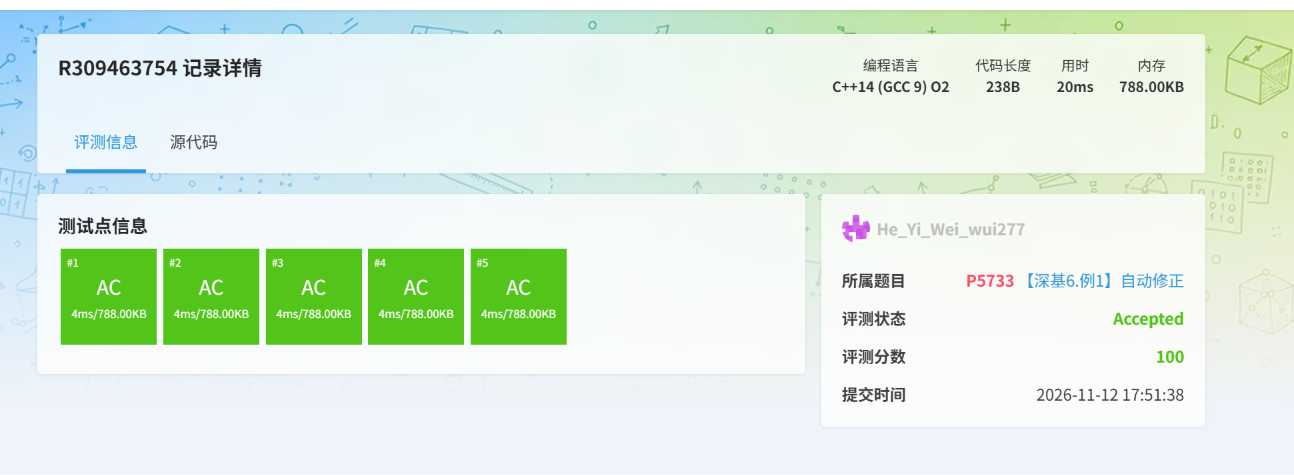 R309463754 记录详情
编程语言 代码长度 用时 内存
C++14 (GCC 9) O2 238B 20ms 788.00KB
评测信息 源代码
测试点信息
#1 #2 #3 #4 #5
AC AC AC AC AC
4ms/788.00KB 4ms/788.00KB 4ms/788.00KB 4ms/788.00KB 4ms/788.00KB
He_Yi_Wei_wui277
所属题目 P5733 【深基6.例1】自动修正
评测状态 Accepted
评测分数 100
提交时间 2026-11-12 17:51:38